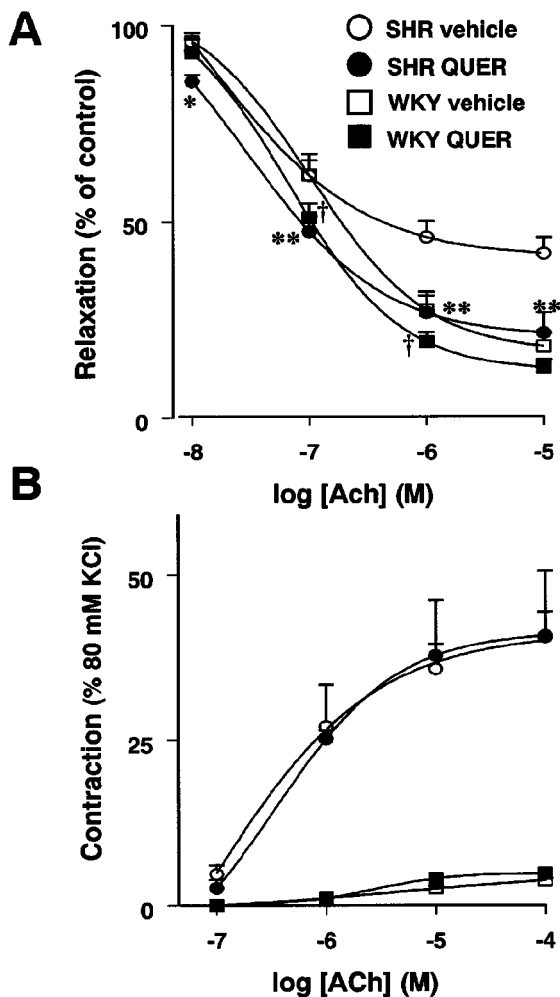 A
100
50
0
Relaxation (% of control)
SHR vehicle
SHR QUER
WKY vehicle
WKY QUER
*
**
†
**
†
**
-8 -7 -6 -5
log [Ach] (M)
B
50
25
0
Contraction (% 80 mM KCl)
-7 -6 -5 -4
log [ACh] (M)